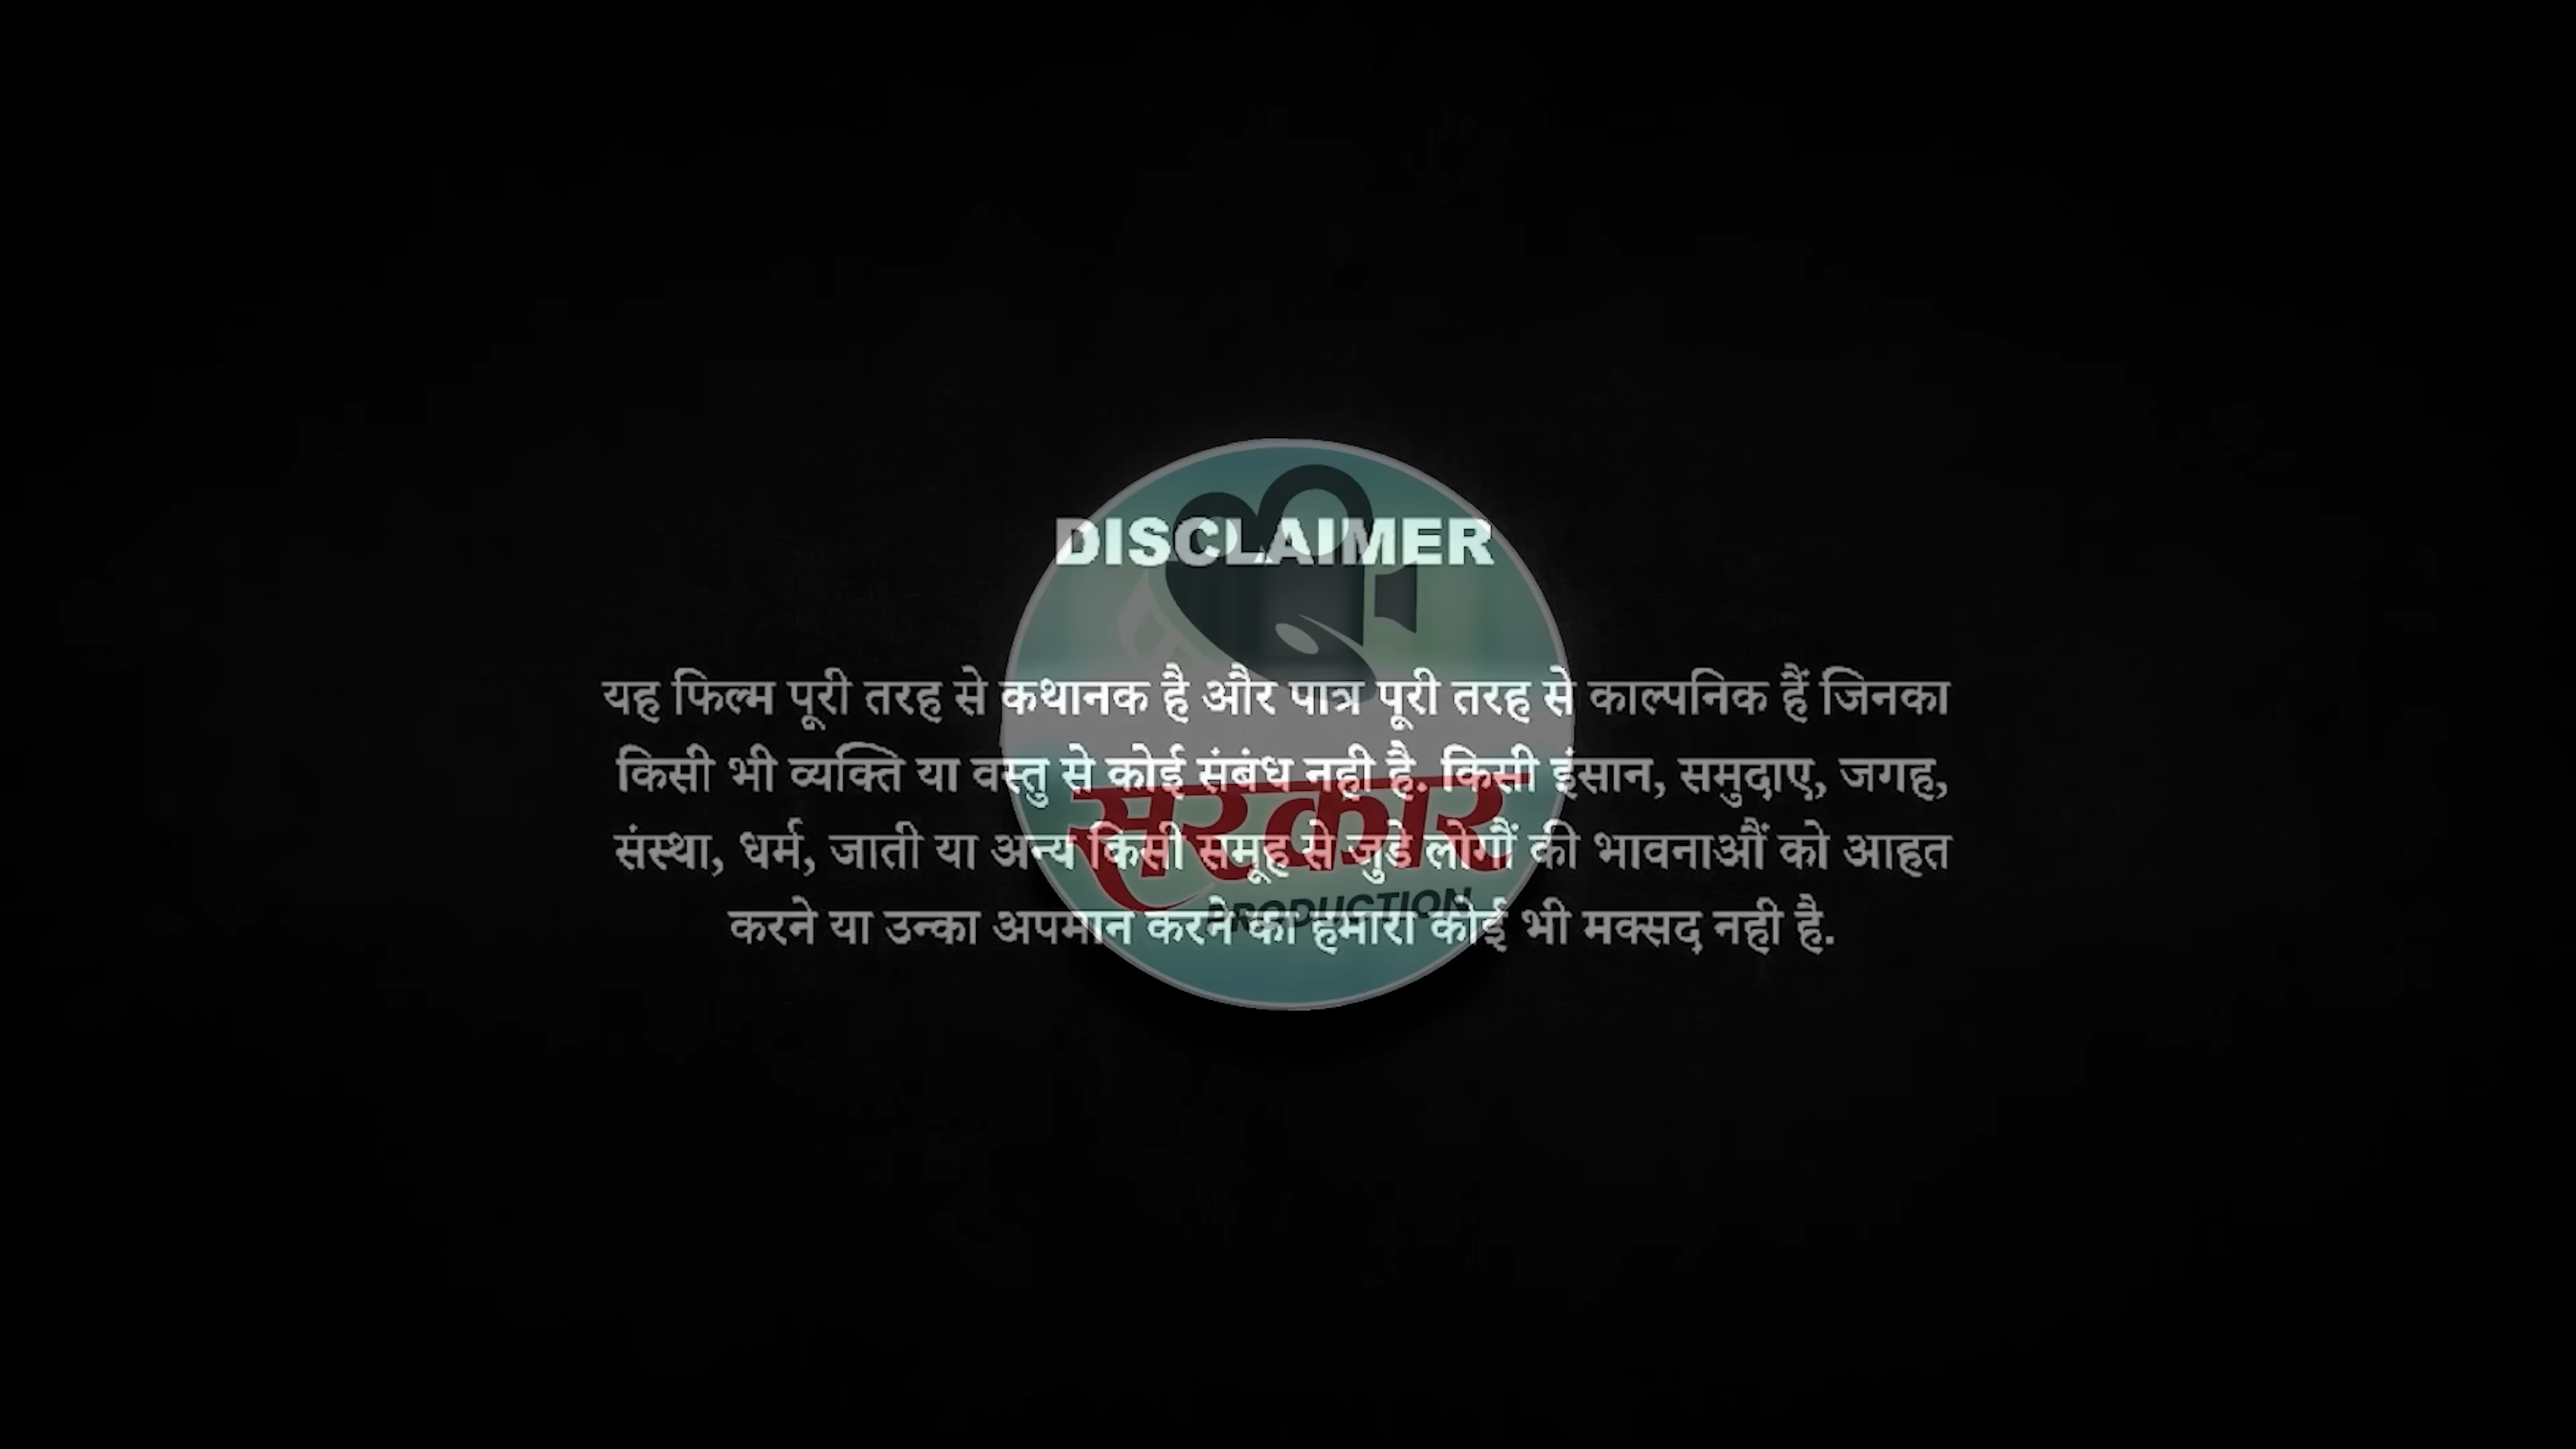 DISCLAIMER
यह फिल्म पूरी तरह से कथानक है और पात्र पूरी तरह से काल्पनिक हैं जिनका
किसी भी व्यक्ति या वस्तु से कोई संबंध नही है. किसी इंसान, समुदाए, जगह,
संस्था, धर्म, जाती या अन्य किसी समूह से जुडे लोगों की भावनाओं को आहत
करने या उन्का अपमान करने का हमारा कोई भी मक्सद नही है.
सरकार
PRODUCTION